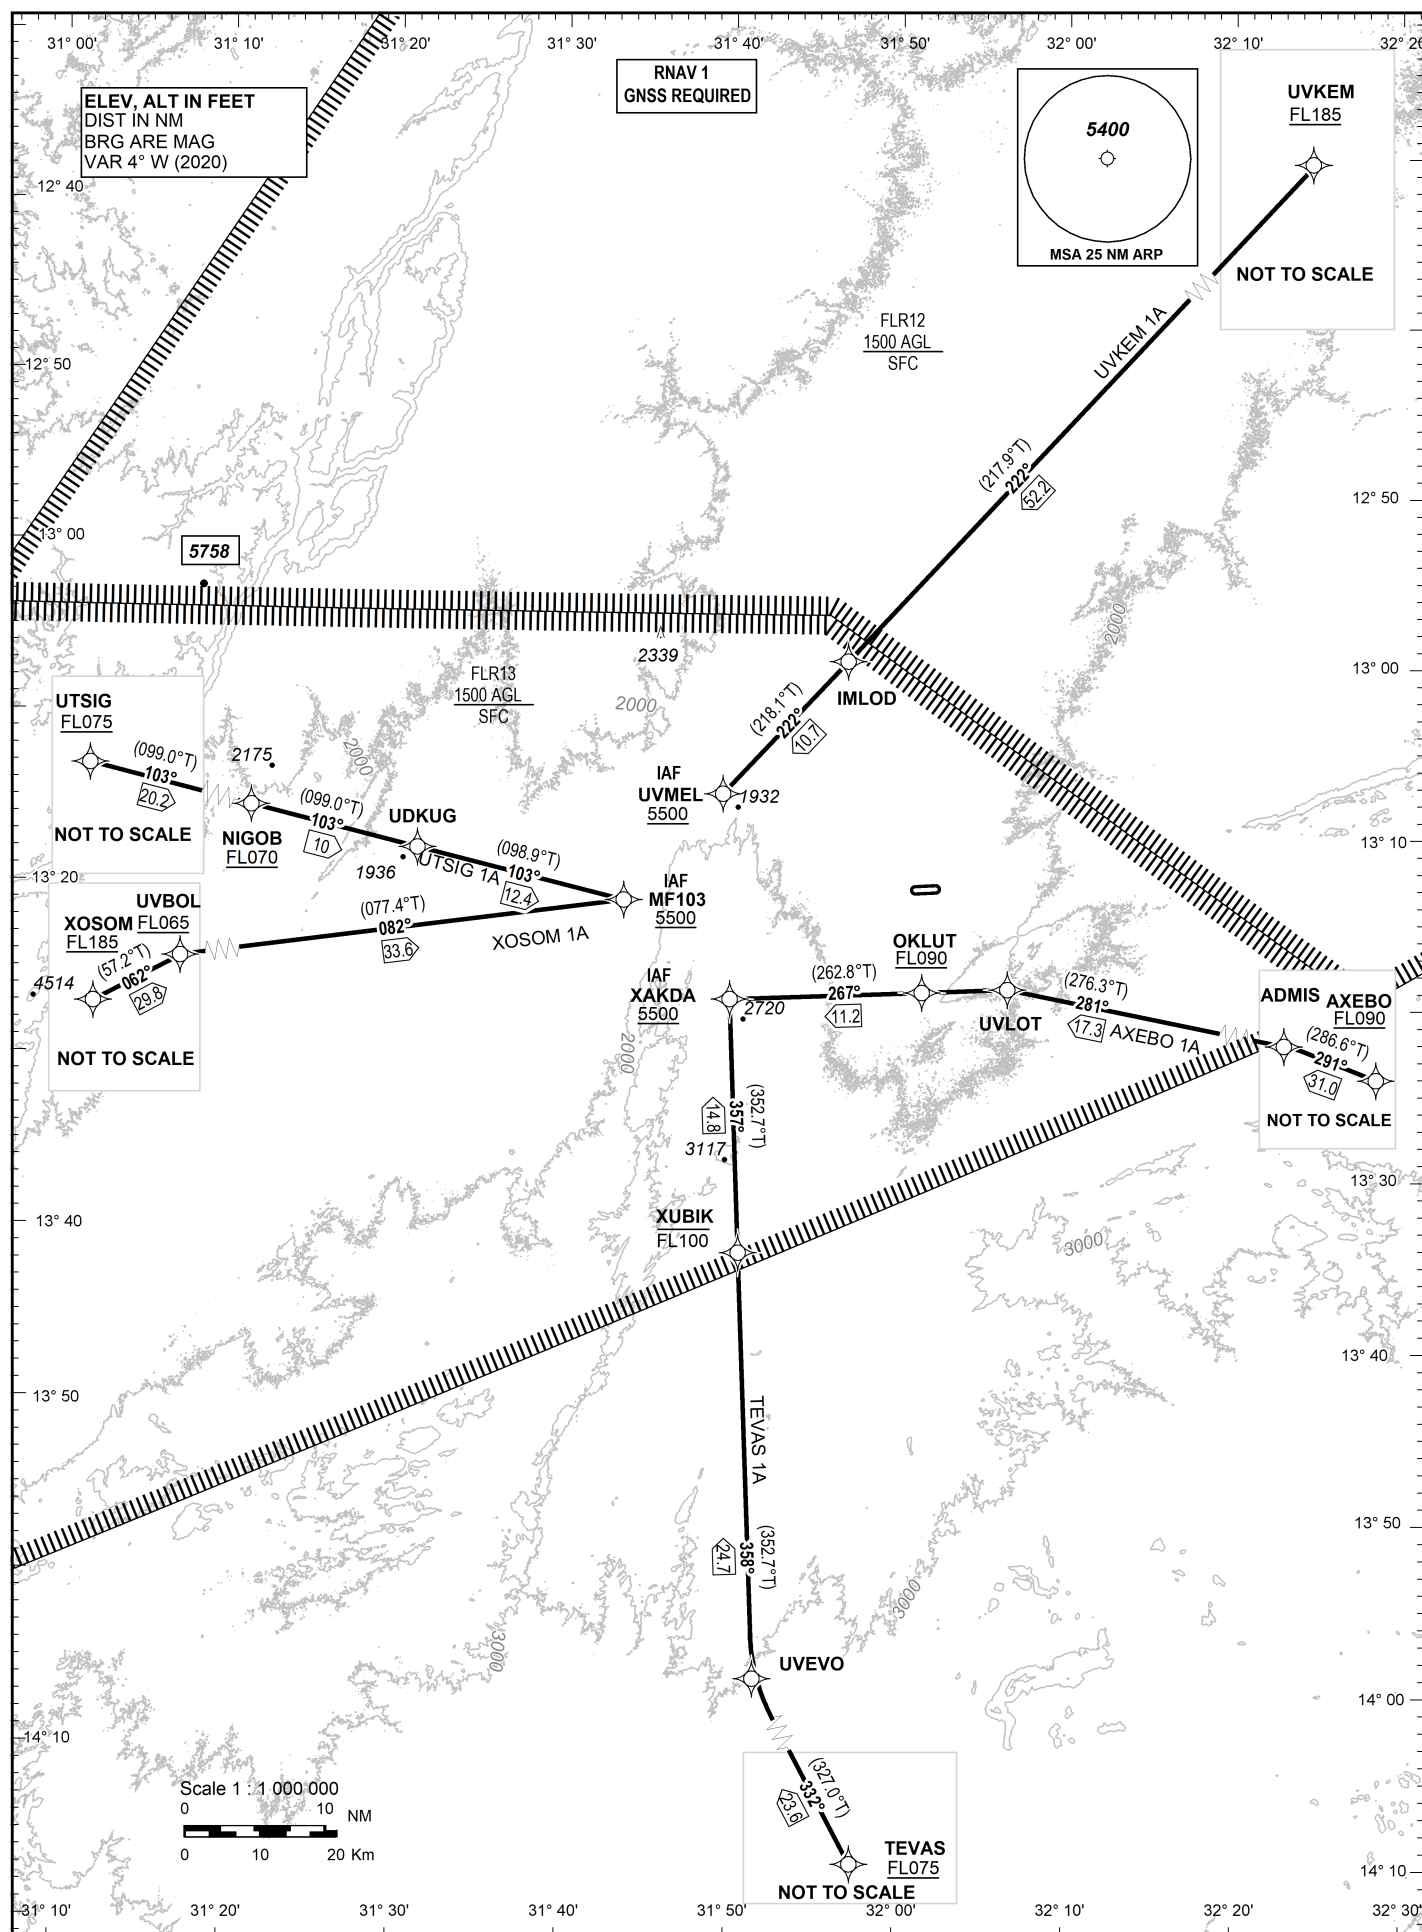 31° 00'
31° 10'
31° 20'
31° 30'
31° 40'
31° 50'
32° 00'
32° 10'
32° 20
ELEV, ALT IN FEET
DIST IN NM
BRG ARE MAG
VAR 4° W (2020)
RNAV 1
GNSS REQUIRED
5400
MSA 25 NM ARP
UVKEM
FL185
NOT TO SCALE
12° 40
12° 50
FLR12
1500 AGL
SFC
UVKEM 1A
(217.9°T)
222°
52.2
12° 50
13° 00
5758
2339
2000
IMLOD
13° 00
FLR13
1500 AGL
SFC
2000
2000
(218.1°T)
222°
10.7
UTSIG
FL075
(099.0°T)
103°
20.2
NOT TO SCALE
2175
NIGOB
FL070
(099.0°T)
103°
10
UDKUG
1936
UTSIG 1A
(098.9°T)
103°
12.4
IAF
UVMEL
5500
1932
13° 10
13° 20
IAF
MF103
5500
UVBOL
FL065
XOSOM
FL185
(57.2°T)
062°
29.8
4514
NOT TO SCALE
(077.4°T)
082°
33.6
XOSOM 1A
IAF
XAKDA
5500
2720
(262.8°T)
267°
11.2
OKLUT
FL090
UVLOT
(276.3°T)
281°
17.3
AXEBO 1A
ADMIS
AXEBO
FL090
(286.6°T)
291°
31.0
NOT TO SCALE
2000
14.8
357°
(352.7°T)
3117
13° 30
XUBIK
FL100
3000
13° 40
13° 40
13° 50
TEVAS 1A
24.7
358°
(352.7°T)
13° 50
3000
3000
UVEVO
14° 00
14° 10
(327.0°T)
332°
23.6
TEVAS
FL075
NOT TO SCALE
14° 10
Scale 1 : 1 000 000
0
10
NM
0
10
20 Km
31° 10'
31° 20'
31° 30'
31° 40'
31° 50'
32° 00'
32° 10'
32° 20'
32° 30'